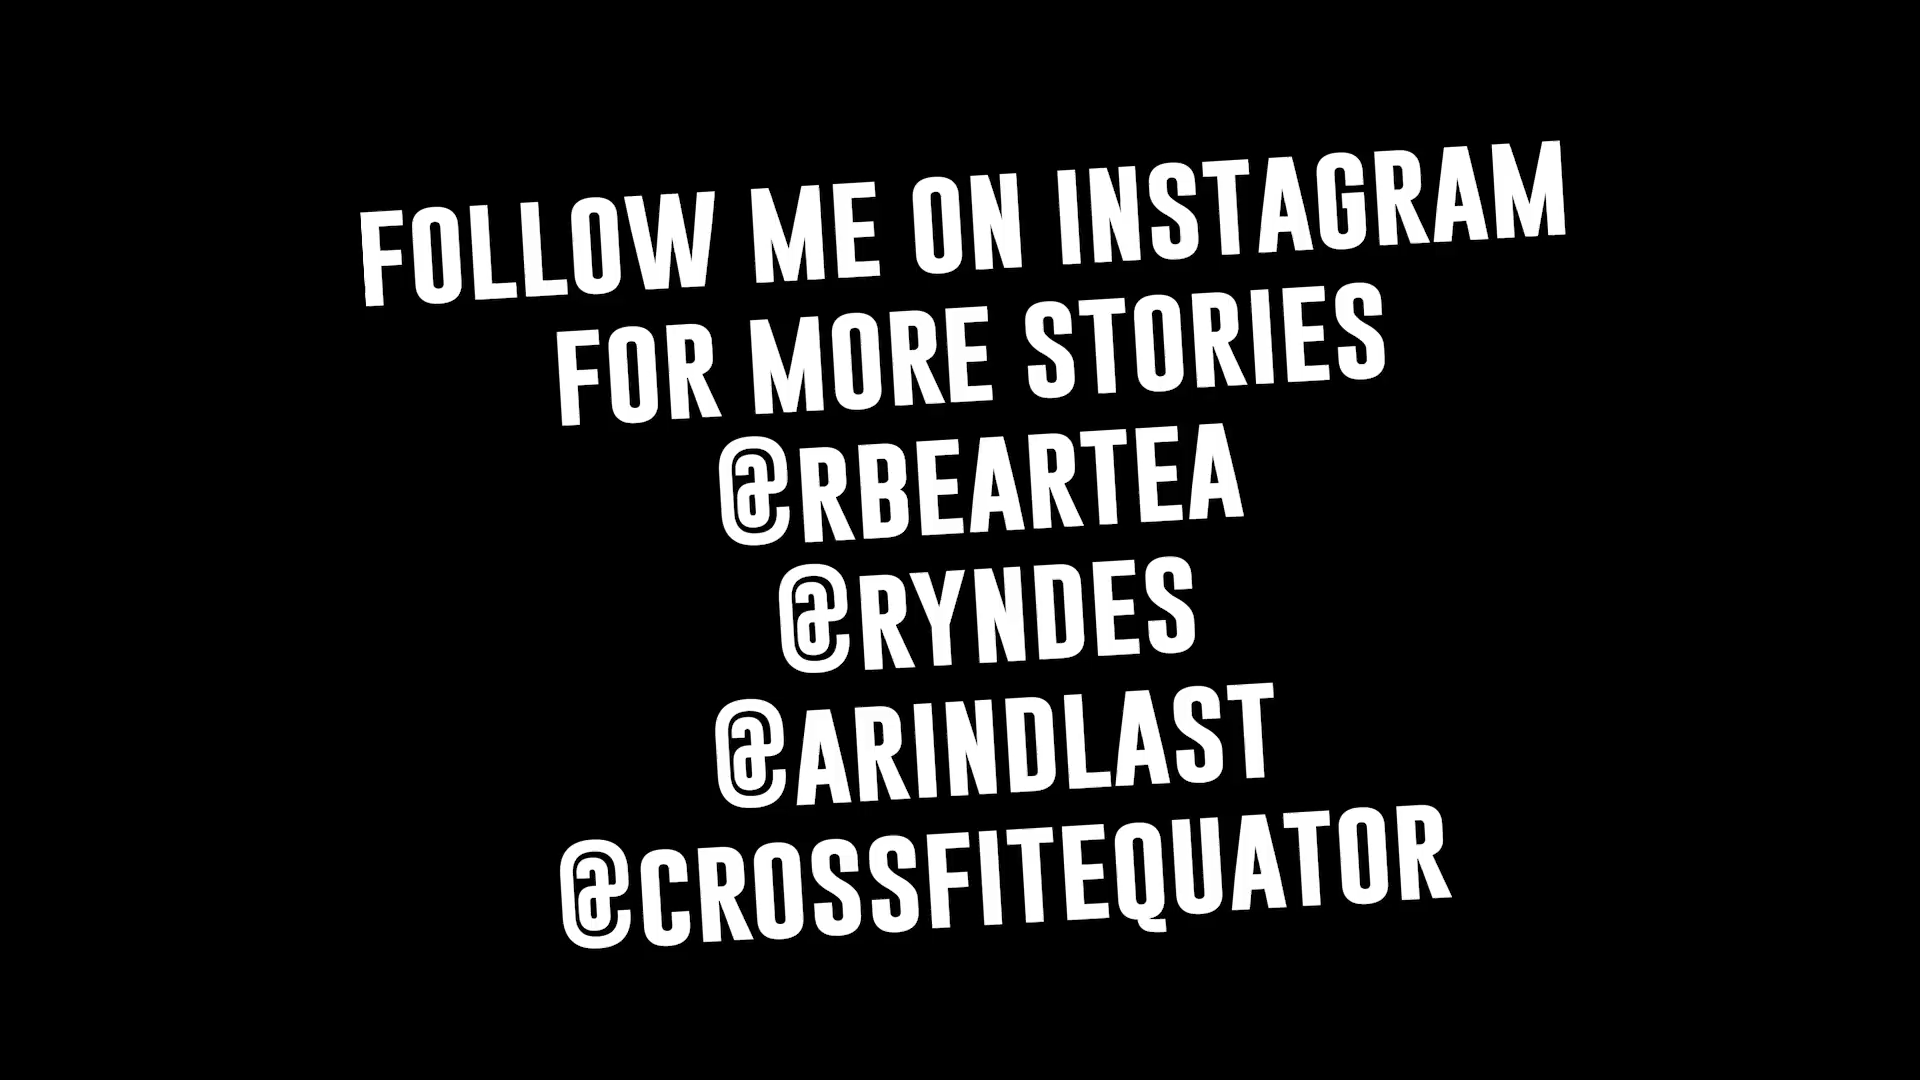 FOLLOW ME ON INSTAGRAM
FOR MORE STORIES
@RBEARTEA
@RYNDES
@ARINDLAST
@CROSSFITEQUATOR